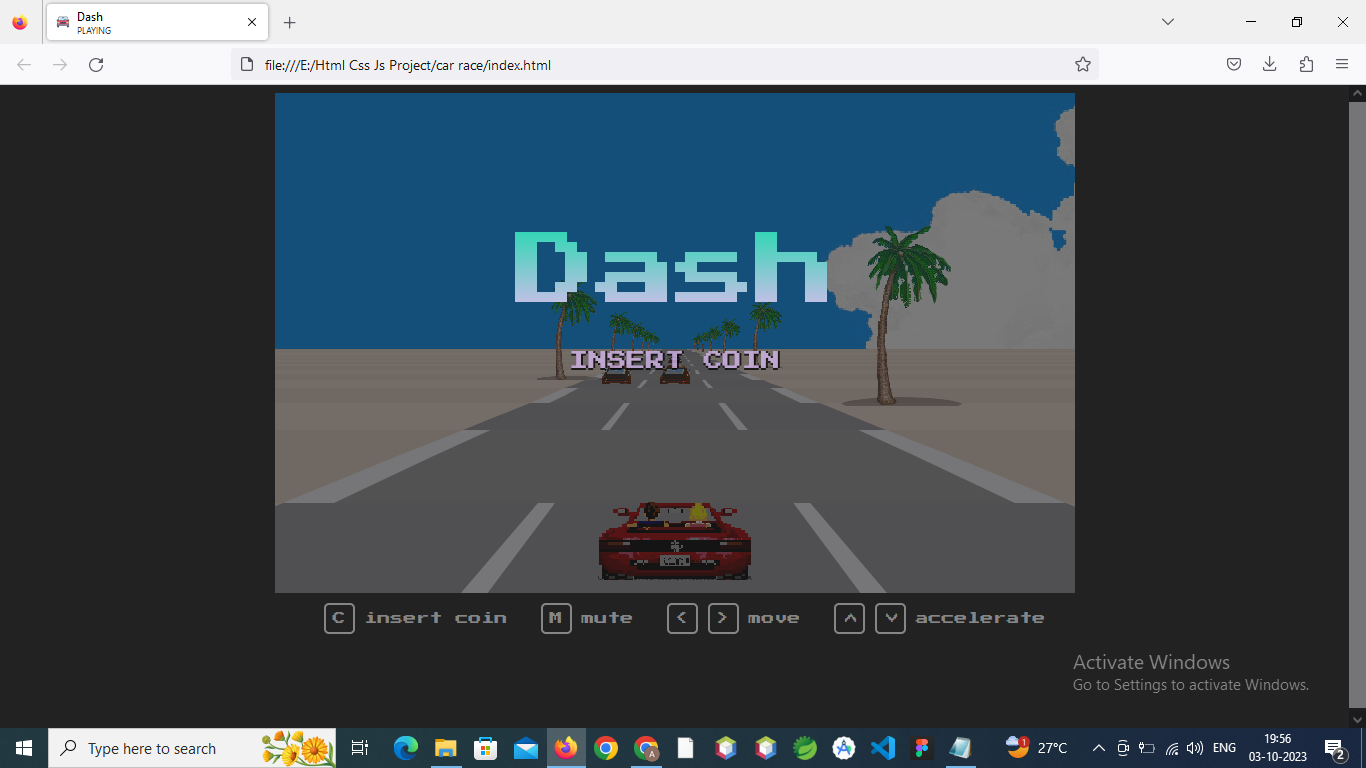 Dash
PLAYING
file:///E:/Html Css Js Project/car race/index.html
Dash
INSERT COIN
C insert coin M mute < > move ^ v accelerate
Activate Windows
Go to Settings to activate Windows.
Type here to search
A
1
27°C
ENG
19:56
03-10-2023
2